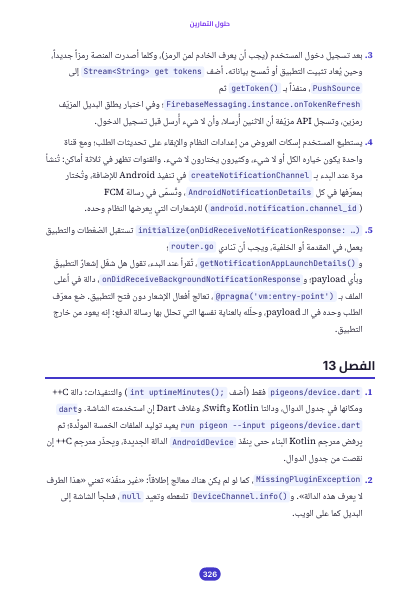 حلول التمارين
3. بعد تسجيل دخول المستخدم (يجب أن يعرف الخادم لمن الرمز)، وكلما أصدرت المنصة رمزاً جديداً،
وحين يُعاد تثبيت التطبيق أو تُمسح بياناته. أضف Stream<String> get tokens إلى
PushSource ، منفذاً بـ getToken() ثم
FirebaseMessaging.instance.onTokenRefresh ؛ وفي اختبار يطلق البديل المزيّف
رمزين، وتسجل API مزيّفة أن الاثنين أُرسلا، وأن لا شيء أُرسل قبل تسجيل الدخول.
4. يستطيع المستخدم إسكات العروض من إعدادات النظام والإبقاء على تحديثات الطلب؛ ومع قناة
واحدة يكون خياره الكل أو لا شيء، وكثيرون يختارون لا شيء. والقنوات تظهر في ثلاثة أماكن: تُنشأ
مرة عند البدء بـ createNotificationChannel في تنفيذ Android للإضافة، وتُختار
بمعرّفها في كل AndroidNotificationDetails ، وتُسمّى في رسالة FCM
( android.notification.channel_id ) للإشعارات التي يعرضها النظام وحده.
5. initialize(onDidReceiveNotificationResponse: …) تستقبل الضغطات والتطبيق
يعمل، في المقدمة أو الخلفية، ويجب أن تنادي router.go ؛
و getNotificationAppLaunchDetails() ، تُقرأ عند البدء، تقول هل شغّل إشعارٌ التطبيقَ
وبأي payload؛ و onDidReceiveBackgroundNotificationResponse ، دالة في أعلى
الملف بـ @pragma('vm:entry-point') ، تعالج أفعال الإشعار دون فتح التطبيق. ضع معرّف
الطلب وحده في الـ payload، وحلّله بالعناية نفسها التي تحلل بها رسالة الدفع: إنه يعود من خارج
التطبيق.
الفصل 13
1. pigeons/device.dart فقط (أضف int uptimeMinutes(); ) والتنفيذات: دالة C++
ومكانها في جدول الدوال، ودالتا Kotlin وSwift، وغلاف Dart إن استخدمته الشاشة. و dart
run pigeon --input pigeons/device.dart يعيد توليد الملفات الخمسة المولّدة؛ ثم
يرفض مترجم Kotlin البناء حتى ينفّذ AndroidDevice الدالة الجديدة، ويحذّر مترجم C++ إن
نقصت من جدول الدوال.
2. MissingPluginException ، كما لو لم يكن هناك معالج إطلاقاً: «غير منفّذ» تعني «هذا الطرف
لا يعرف هذه الدالة». و DeviceChannel.info() تلتقطه وتعيد null ، فتلجأ الشاشة إلى
البديل كما على الويب.
326